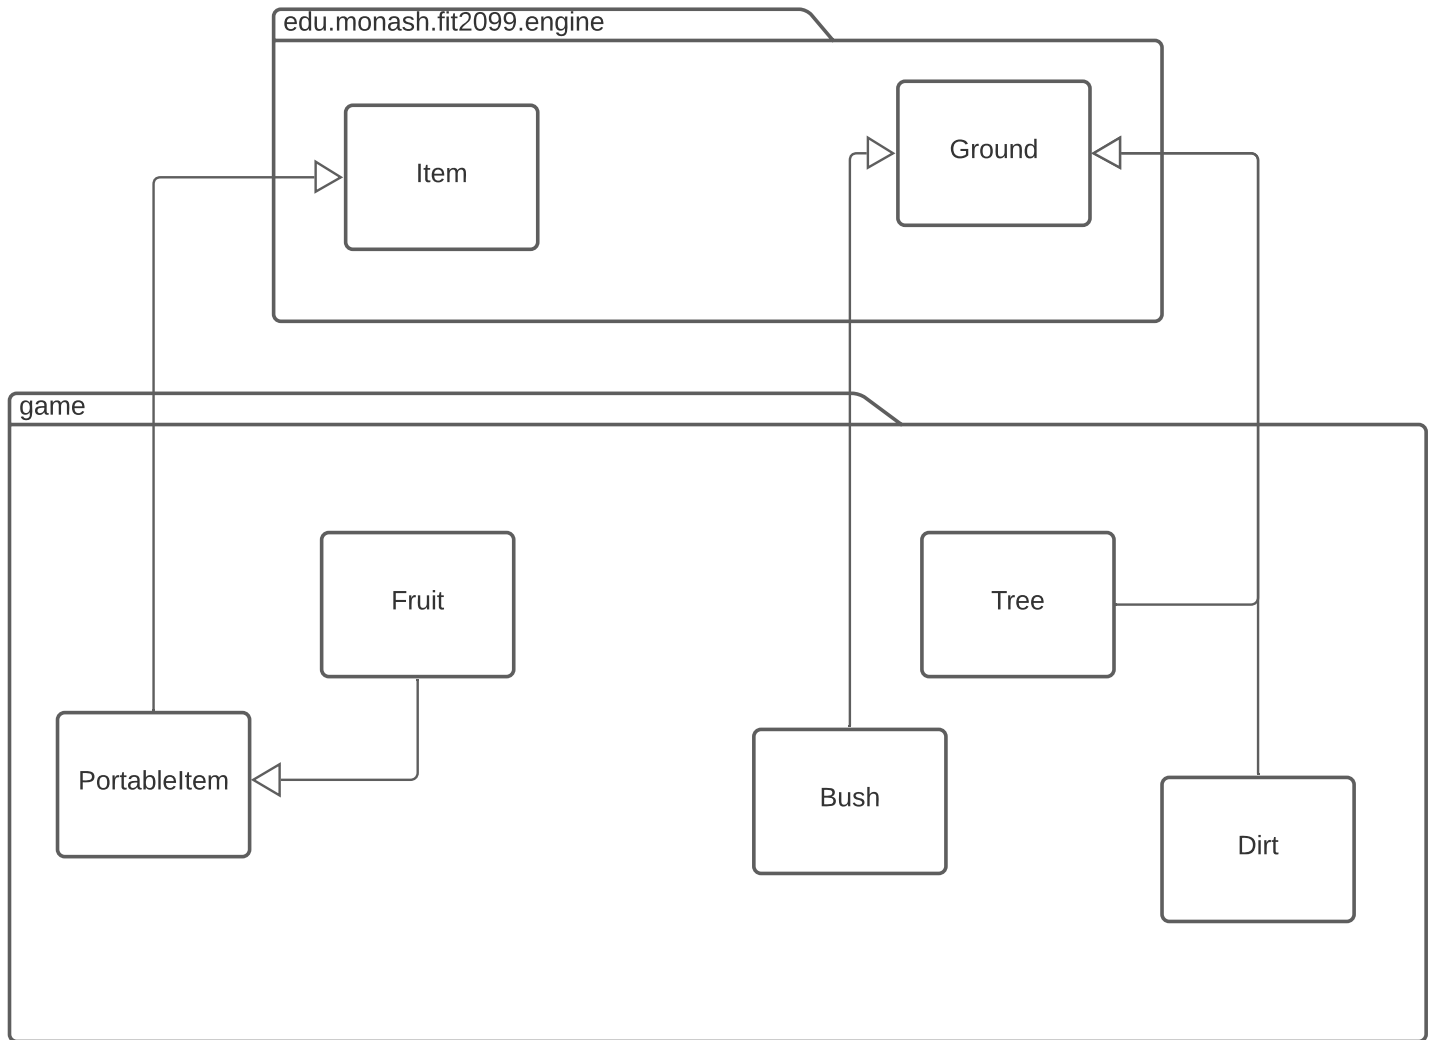 edu.monash.fit2099.engine
Item
Ground
game
Fruit
Tree
PortableItem
Bush
Dirt